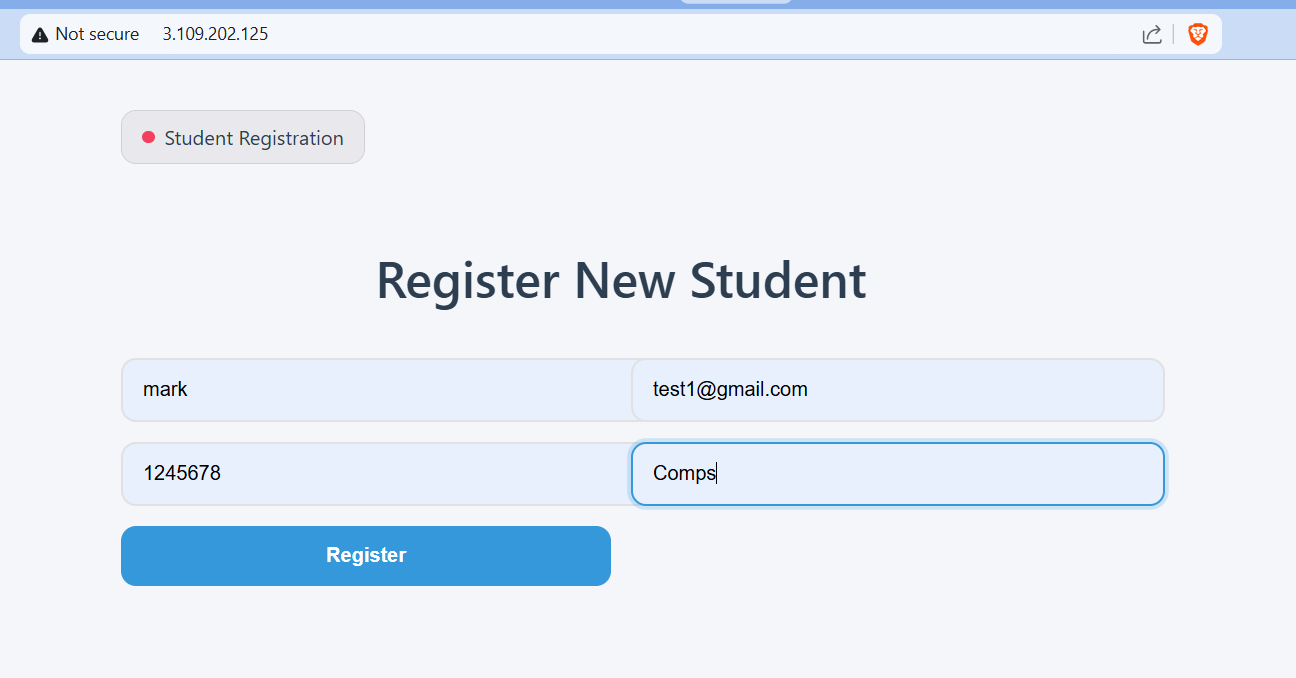 Not secure 3.109.202.125
Student Registration
Register New Student
mark test1@gmail.com
1245678 Comps
Register